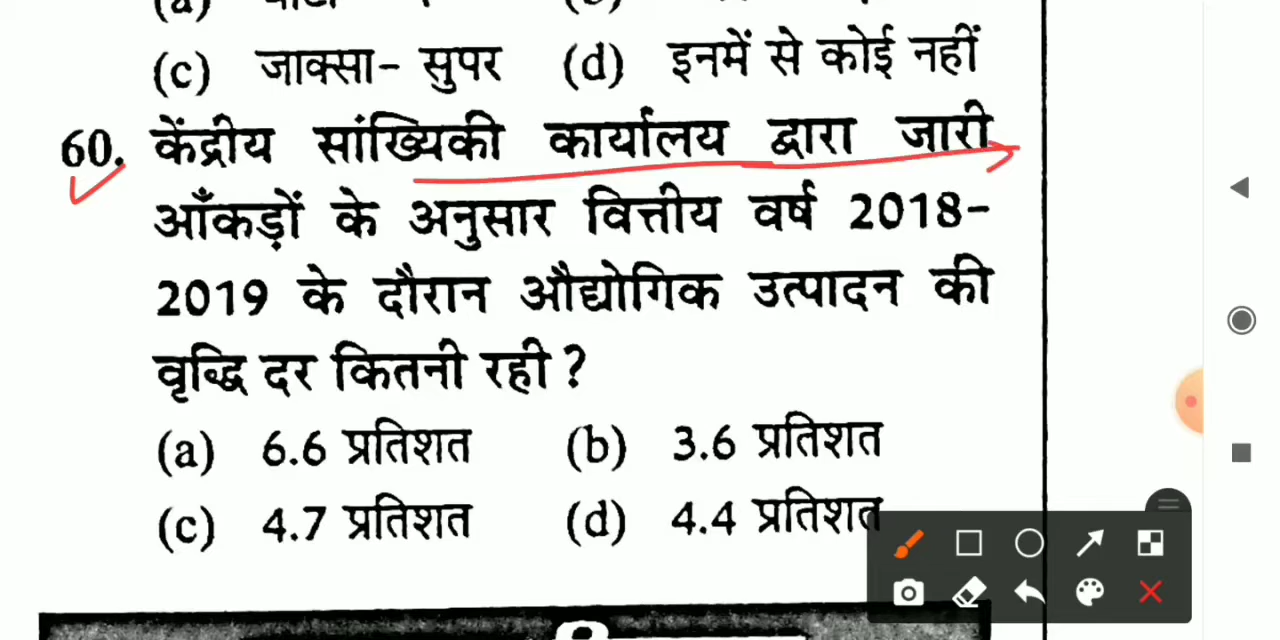 (c) जाक्सा- सुपर (d) इनमें से कोई नहीं
60. केंद्रीय सांख्यिकी कार्यालय द्वारा जारी
आँकड़ों के अनुसार वित्तीय वर्ष 2018-
2019 के दौरान औद्योगिक उत्पादन की
वृद्धि दर कितनी रही ?
(a) 6.6 प्रतिशत (b) 3.6 प्रतिशत
(c) 4.7 प्रतिशत (d) 4.4 प्रतिशत